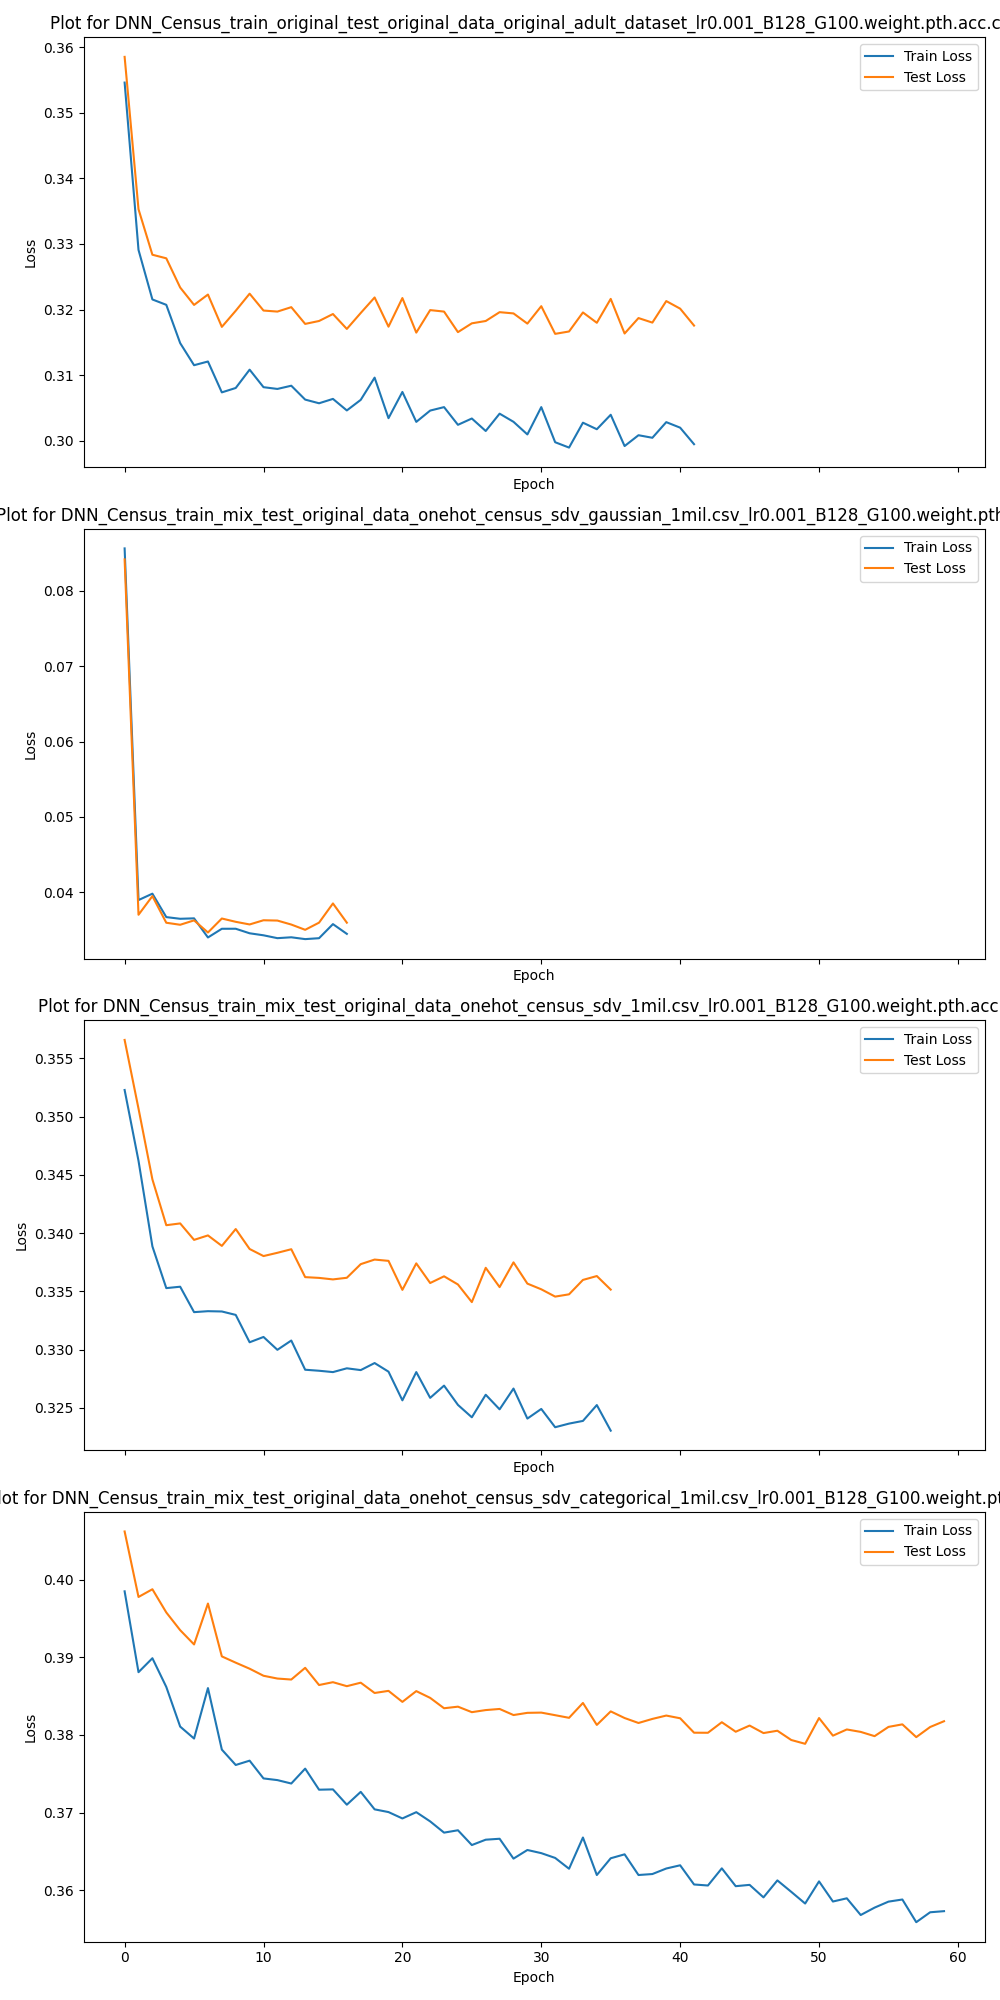 Plot for DNN_Census_train_original_test_original_data_original_adult_dataset_lr0.001_B128_G100.weight.pth.acc.c
Train Loss
Test Loss
0.36
0.35
0.34
0.33
0.32
0.31
0.30
Loss
Epoch
Plot for DNN_Census_train_mix_test_original_data_onehot_census_sdv_gaussian_1mil.csv_lr0.001_B128_G100.weight.pth
Train Loss
Test Loss
0.08
0.07
0.06
0.05
0.04
Loss
Epoch
Plot for DNN_Census_train_mix_test_original_data_onehot_census_sdv_1mil.csv_lr0.001_B128_G100.weight.pth.acc
Train Loss
Test Loss
0.355
0.350
0.345
0.340
0.335
0.330
0.325
Loss
Epoch
lot for DNN_Census_train_mix_test_original_data_onehot_census_sdv_categorical_1mil.csv_lr0.001_B128_G100.weight.pt
Train Loss
Test Loss
0.40
0.39
0.38
0.37
0.36
Loss
0 10 20 30 40 50 60
Epoch